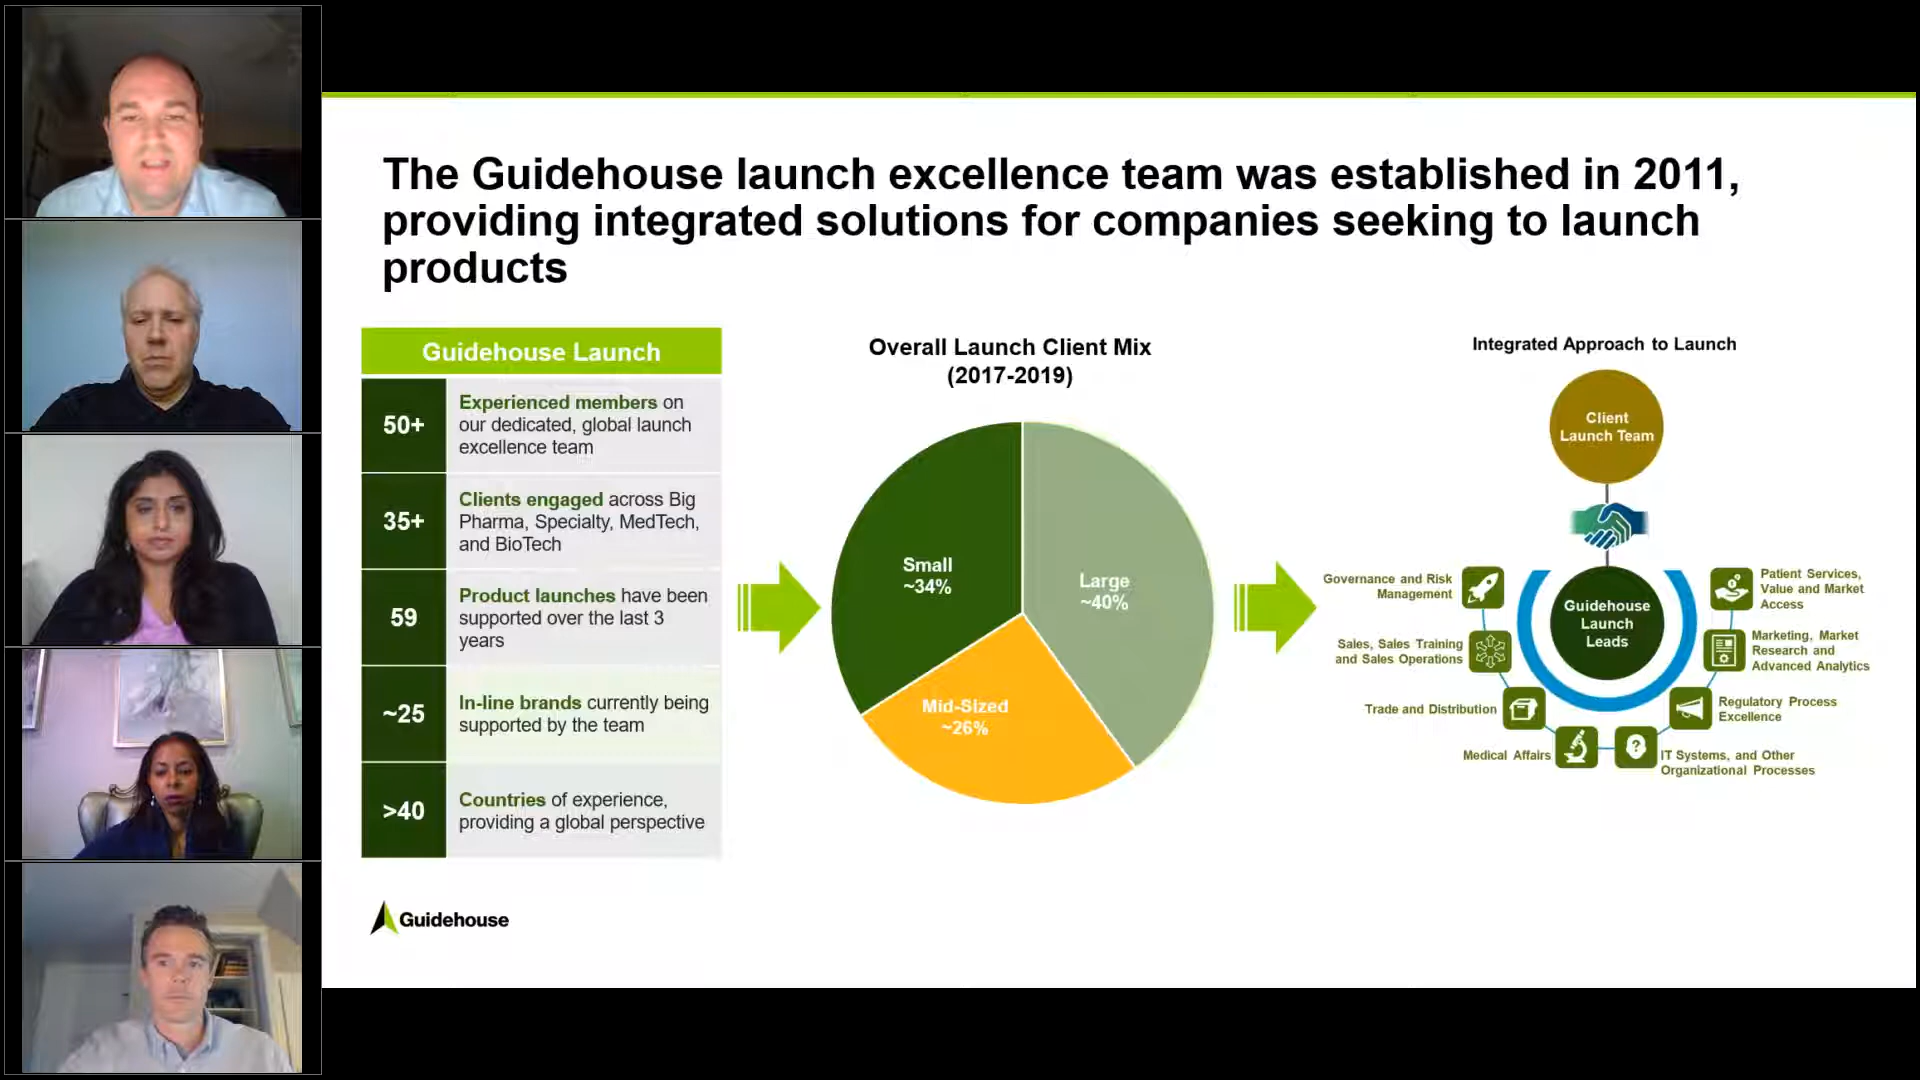 The Guidehouse launch excellence team was established in 2011,
providing integrated solutions for companies seeking to launch
products
Guidehouse Launch
50+
Experienced members on
our dedicated, global launch
excellence team
35+
Clients engaged across Big
Pharma, Specialty, MedTech,
and BioTech
59
Product launches have been
supported over the last 3
years
~25
In-line brands currently being
supported by the team
>40
Countries of experience,
providing a global perspective
Overall Launch Client Mix
(2017-2019)
Small
~34%
Large
~40%
Mid-Sized
~26%
Integrated Approach to Launch
Client
Launch Team
Guidehouse
Launch
Leads
Governance and Risk
Management
Sales, Sales Training
and Sales Operations
Trade and Distribution
Medical Affairs
Patient Services,
Value and Market
Access
Marketing, Market
Research and
Advanced Analytics
Regulatory Process
Excellence
?
IT Systems, and Other
Organizational Processes
Guidehouse